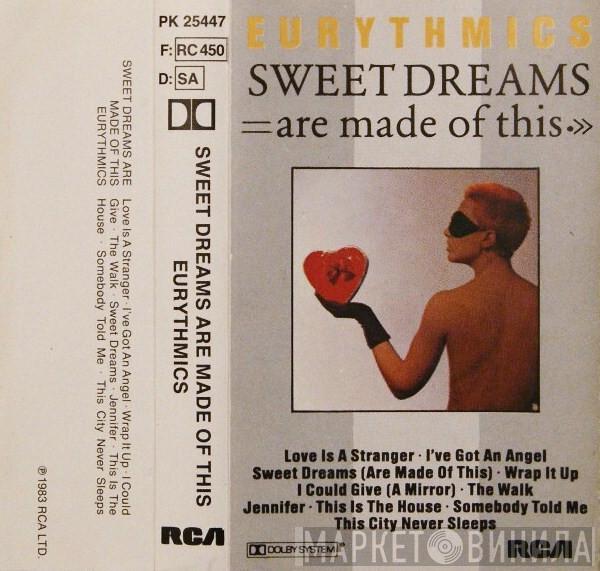 PK 25447
F: RC 450
D: SA
SWEET DREAMS ARE MADE OF THIS
EURYTHMICS
RCA
SWEET DREAMS ARE
MADE OF THIS
EURYTHMICS
Love Is A Stranger · I've Got An Angel · Wrap It Up · I Could
Give · The Walk · Sweet Dreams · Jennifer · This Is The
House · Somebody Told Me · This City Never Sleeps
℗ 1983 RCA LTD.
EURYTHMICS
SWEET DREAMS
=are made of this·»
Love Is A Stranger · I've Got An Angel
Sweet Dreams (Are Made Of This) · Wrap It Up
I Could Give (A Mirror) · The Walk
Jennifer · This Is The House · Somebody Told Me
This City Never Sleeps
DOLBY SYSTEM
RCA
МАРКЕТ ВИНИЛА